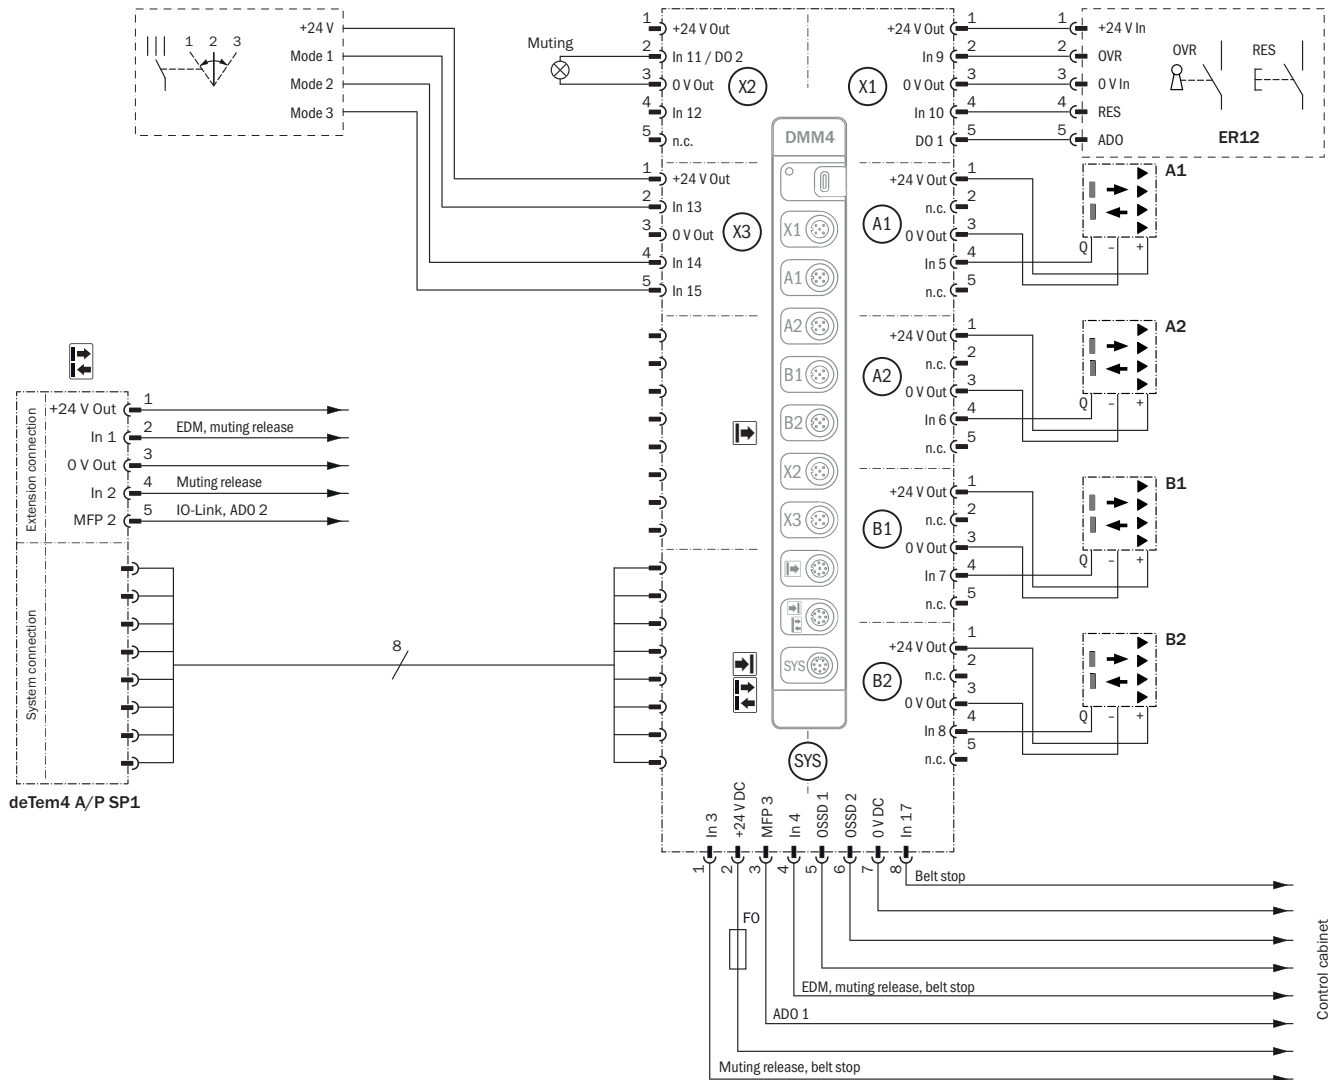 1 2 3
+24 V
Mode 1
Mode 2
Mode 3
Muting
1 +24 V Out
2 In 11 / DO 2
3 0 V Out
4 In 12
5 n.c.
X2
1 +24 V Out
2 In 13
3 0 V Out
4 In 14
5 In 15
X3
X1
+24 V Out 1
In 9 2
0 V Out 3
In 10 4
DO 1 5
1 +24 V In
2 OVR
3 0 V In
4 RES
5 ADO
OVR RES
ER12
DMM4
X1
A1
A2
B1
B2
X2
X3
SYS
A1
+24 V Out 1
n.c. 2
0 V Out 3
In 5 4
n.c. 5
A1
Q – +
A2
+24 V Out 1
n.c. 2
0 V Out 3
In 6 4
n.c. 5
A2
Q – +
B1
+24 V Out 1
n.c. 2
0 V Out 3
In 7 4
n.c. 5
B1
Q – +
B2
+24 V Out 1
n.c. 2
0 V Out 3
In 8 4
n.c. 5
B2
Q – +
Extension connection
+24 V Out 1
In 1 2 EDM, muting release
0 V Out 3
In 2 4 Muting release
MFP 2 5 IO-Link, ADO 2
System connection
8
deTem4 A/P SP1
SYS
In 3 1
+24 V DC 2
MFP 3 3
In 4 4
OSSD 1 5
OSSD 2 6
0 V DC 7
In 17 8
Belt stop
F0
EDM, muting release, belt stop
ADO 1
Muting release, belt stop
Control cabinet